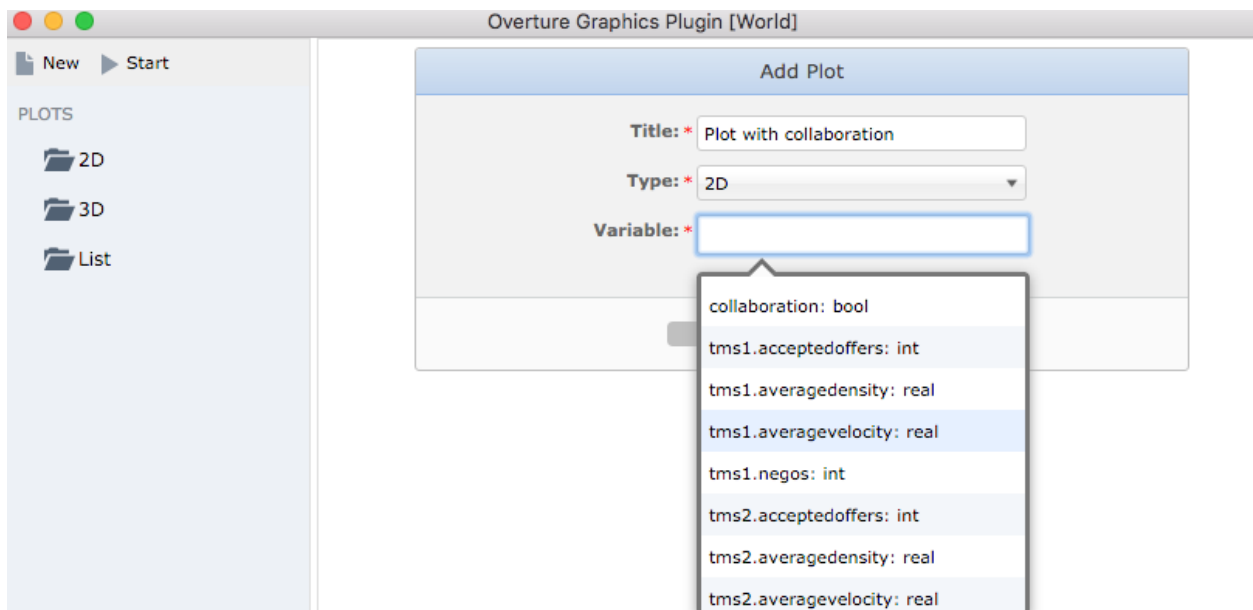 Overture Graphics Plugin [World]
New Start
PLOTS
2D
3D
List
Add Plot
Title: * Plot with collaboration
Type: * 2D
Variable: *
collaboration: bool
tms1.acceptedoffers: int
tms1.averagedensity: real
tms1.averagevelocity: real
tms1.negos: int
tms2.acceptedoffers: int
tms2.averagedensity: real
tms2.averagevelocity: real